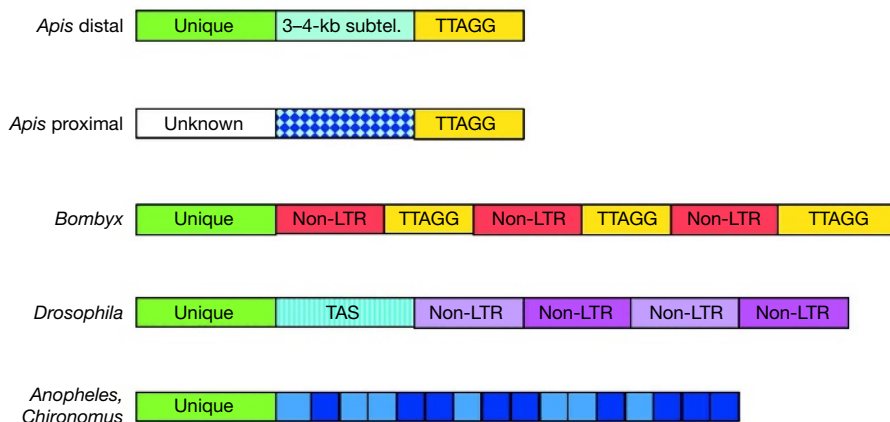 Apis distal Unique 3–4-kb subtel. TTAGG
Apis proximal Unknown TTAGG
Bombyx Unique Non-LTR TTAGG Non-LTR TTAGG Non-LTR TTAGG
Drosophila Unique TAS Non-LTR Non-LTR Non-LTR Non-LTR
Anopheles,
Chironomus Unique